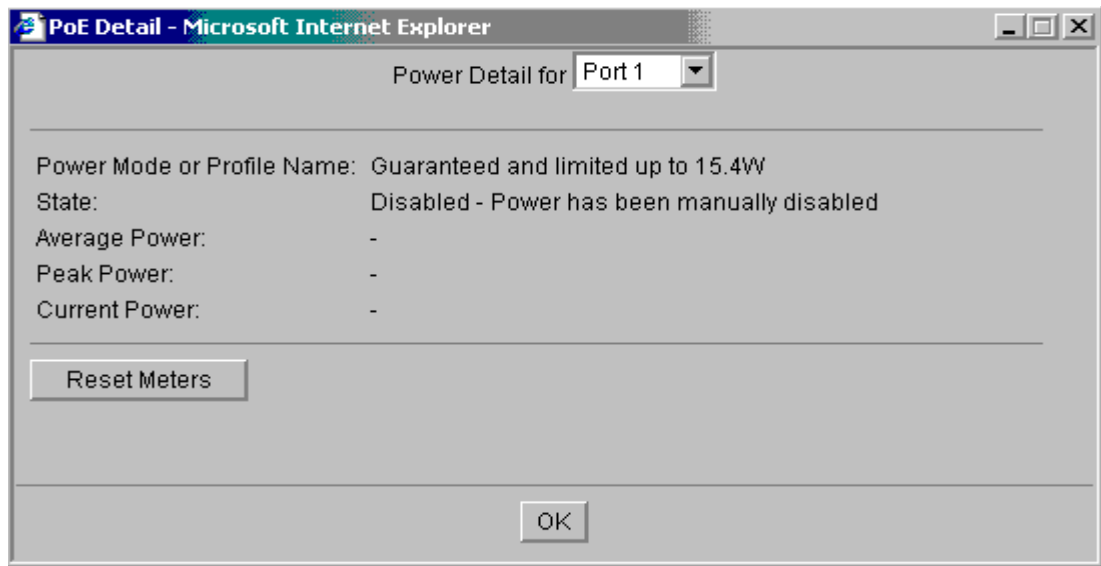 PoE Detail - Microsoft Internet Explorer
Power Detail for Port 1
Power Mode or Profile Name: Guaranteed and limited up to 15.4W
State: Disabled - Power has been manually disabled
Average Power: -
Peak Power: -
Current Power: -
Reset Meters
OK